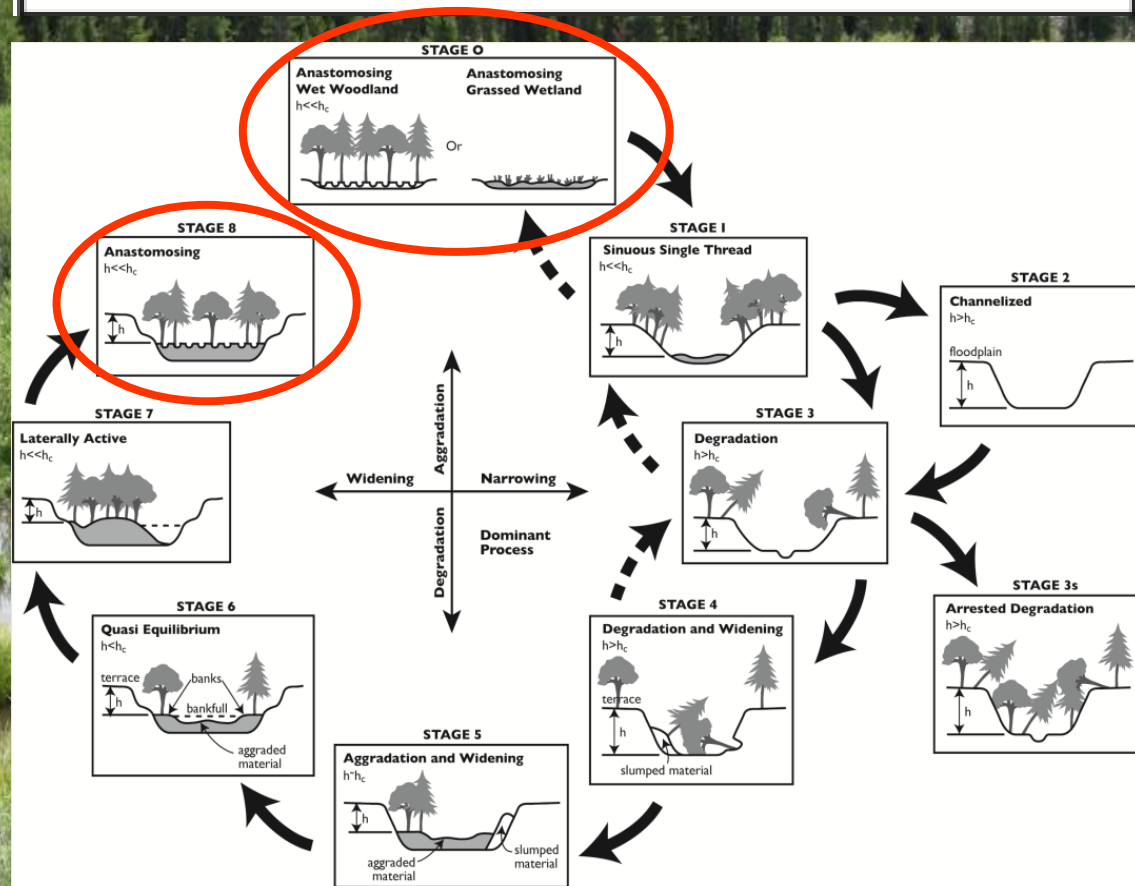 STAGE O
Anastomosing
Wet Woodland
h<<hc
Anastomosing
Grassed Wetland
Or
STAGE 8
Anastomosing
h<<hc
h
STAGE I
Sinuous Single Thread
h<<hc
h
STAGE 2
Channelized
h>hc
floodplain
h
STAGE 7
Laterally Active
h<<hc
h
Aggradation
Widening
Narrowing
Degradation
Dominant
Process
STAGE 3
Degradation
h>hc
h
STAGE 3s
Arrested Degradation
h>hc
h
STAGE 6
Quasi Equilibrium
h<hc
terrace
h
banks
bankfull
aggraded
material
STAGE 4
Degradation and Widening
h>hc
terrace
h
slumped material
STAGE 5
Aggradation and Widening
h~hc
h
aggraded
material
slumped
material